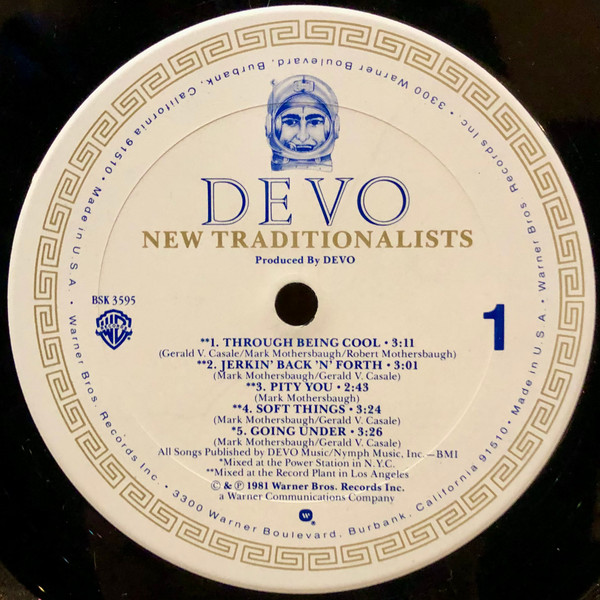 DEVO
NEW TRADITIONALISTS
Produced By DEVO
BSK 3595
1
**1. THROUGH BEING COOL • 3:11
(Gerald V. Casale/Mark Mothersbaugh/Robert Mothersbaugh)
**2. JERKIN' BACK 'N' FORTH • 3:01
(Mark Mothersbaugh/Gerald V. Casale)
**3. PITY YOU • 2:43
(Mark Mothersbaugh)
**4. SOFT THINGS • 3:24
(Mark Mothersbaugh/Gerald V. Casale)
*5. GOING UNDER • 3:26
(Mark Mothersbaugh/Gerald V. Casale)
All Songs Published by DEVO Music/Nymph Music, Inc.—BMI
*Mixed at the Power Station in N.Y.C.
**Mixed at the Record Plant in Los Angeles
© & ℗ 1981 Warner Bros. Records Inc.
a Warner Communications Company
Warner Bros. Records Inc. • 3300 Warner Boulevard, Burbank, California 91510 • Made in U.S.A. • Warner Bros. Records Inc. • 3300 Warner Boulevard, Burbank, California 91510 • Made in U.S.A. •